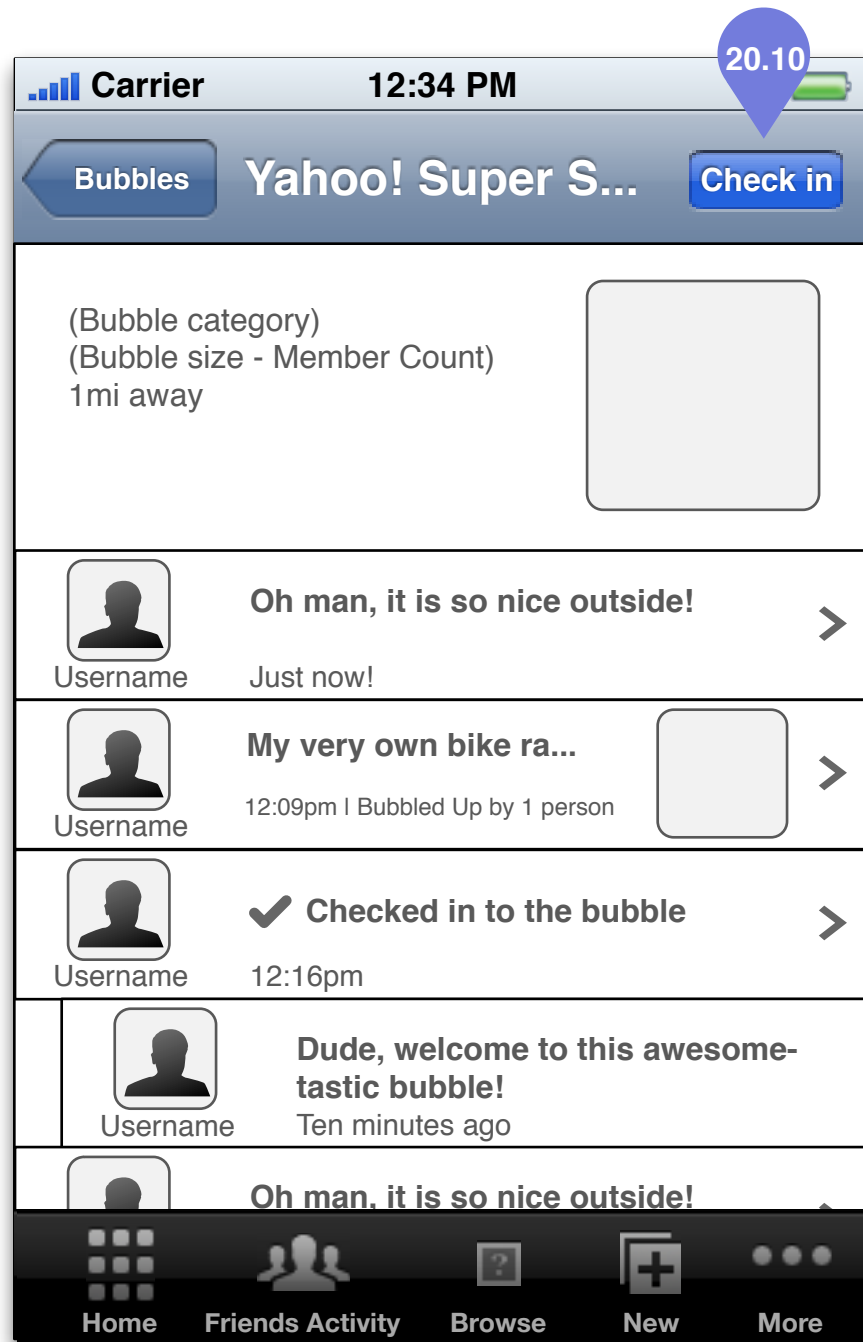 20.10
Carrier 12:34 PM
Bubbles Yahoo! Super S... Check in
(Bubble category)
(Bubble size - Member Count)
1mi away
Oh man, it is so nice outside!
Username Just now!
My very own bike ra...
12:09pm | Bubbled Up by 1 person
Username
Checked in to the bubble
Username 12:16pm
Dude, welcome to this awesome-
tastic bubble!
Username Ten minutes ago
Oh man, it is so nice outside!
?
Home Friends Activity Browse New More